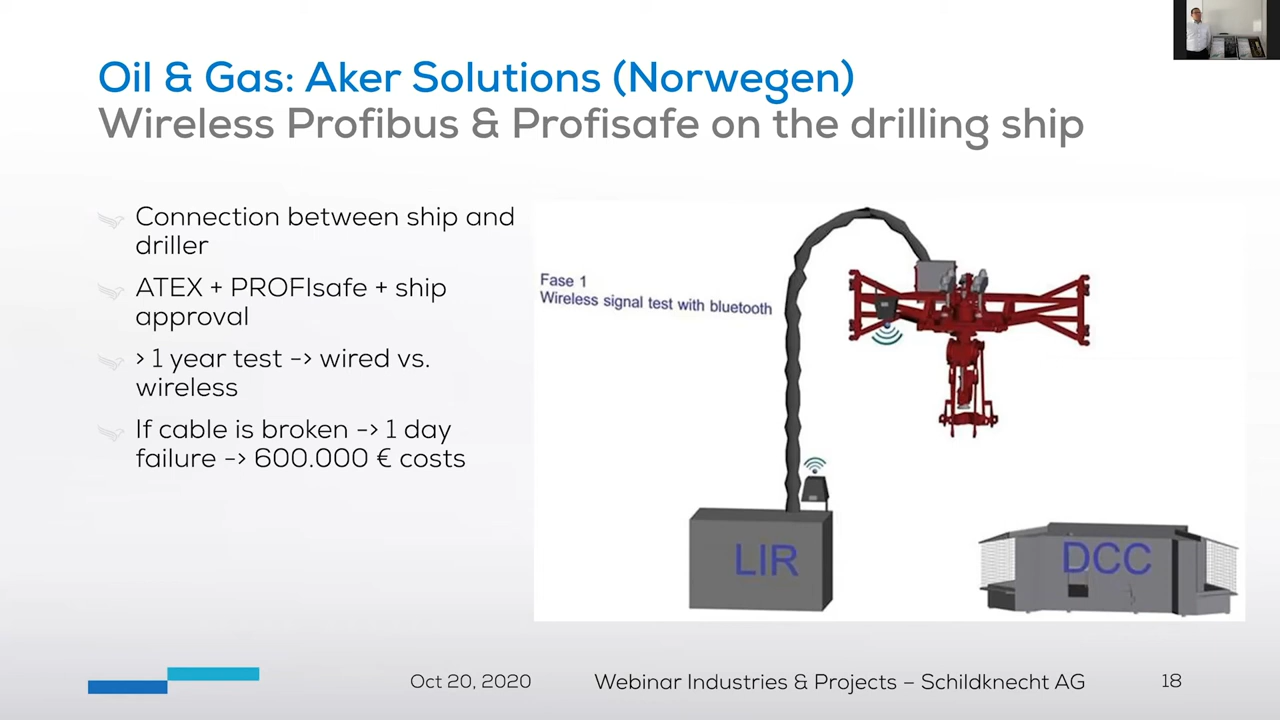 Oil & Gas: Aker Solutions (Norwegen)
Wireless Profibus & Profisafe on the drilling ship
Connection between ship and
driller
ATEX + PROFIsafe + ship
approval
> 1 year test -> wired vs.
wireless
If cable is broken -> 1 day
failure -> 600.000 € costs
Fase 1
Wireless signal test with bluetooth
LIR
DCC
Oct 20, 2020
Webinar Industries & Projects – Schildknecht AG
18